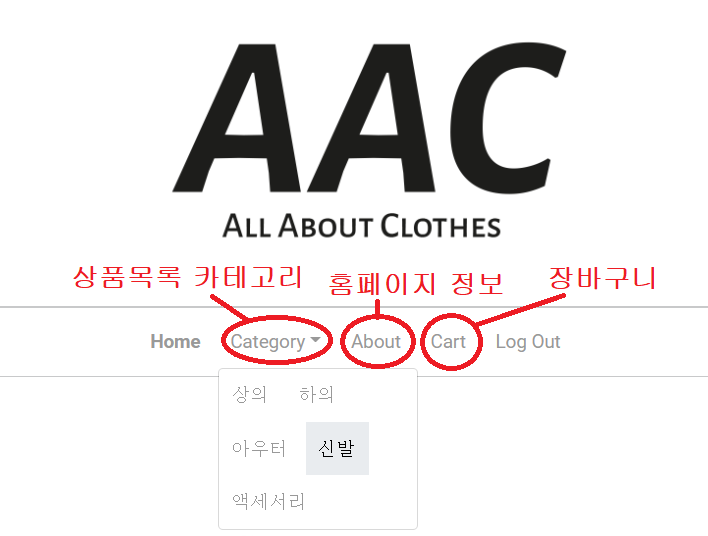 AAC
ALL ABOUT CLOTHES
상품목록 카테고리 홈페이지 정보 장바구니
Home Category About Cart Log Out
상의 하의
아우터 신발
액세서리